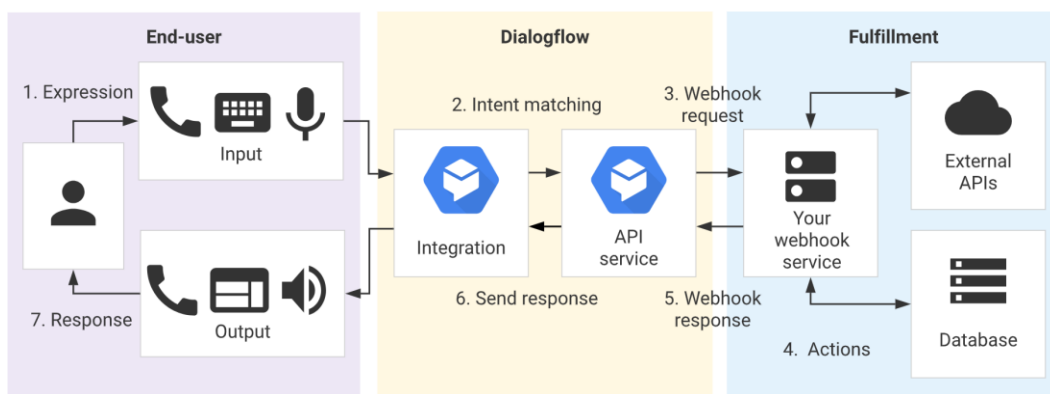 End-user
Dialogflow
Fulfillment
1. Expression
Input
2. Intent matching
3. Webhook
request
Integration
API
service
Your
webhook
service
External
APIs
Output
7. Response
6. Send response
5. Webhook
response
4. Actions
Database